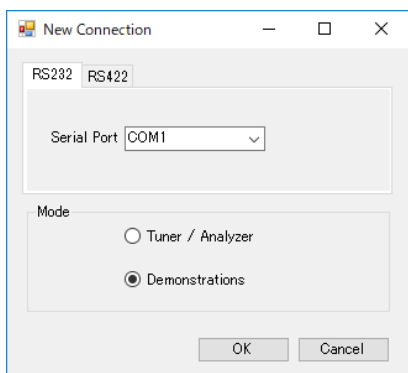 New Connection
RS232 RS422
Serial Port COM1
Mode
Tuner / Analyzer
Demonstrations
OK Cancel